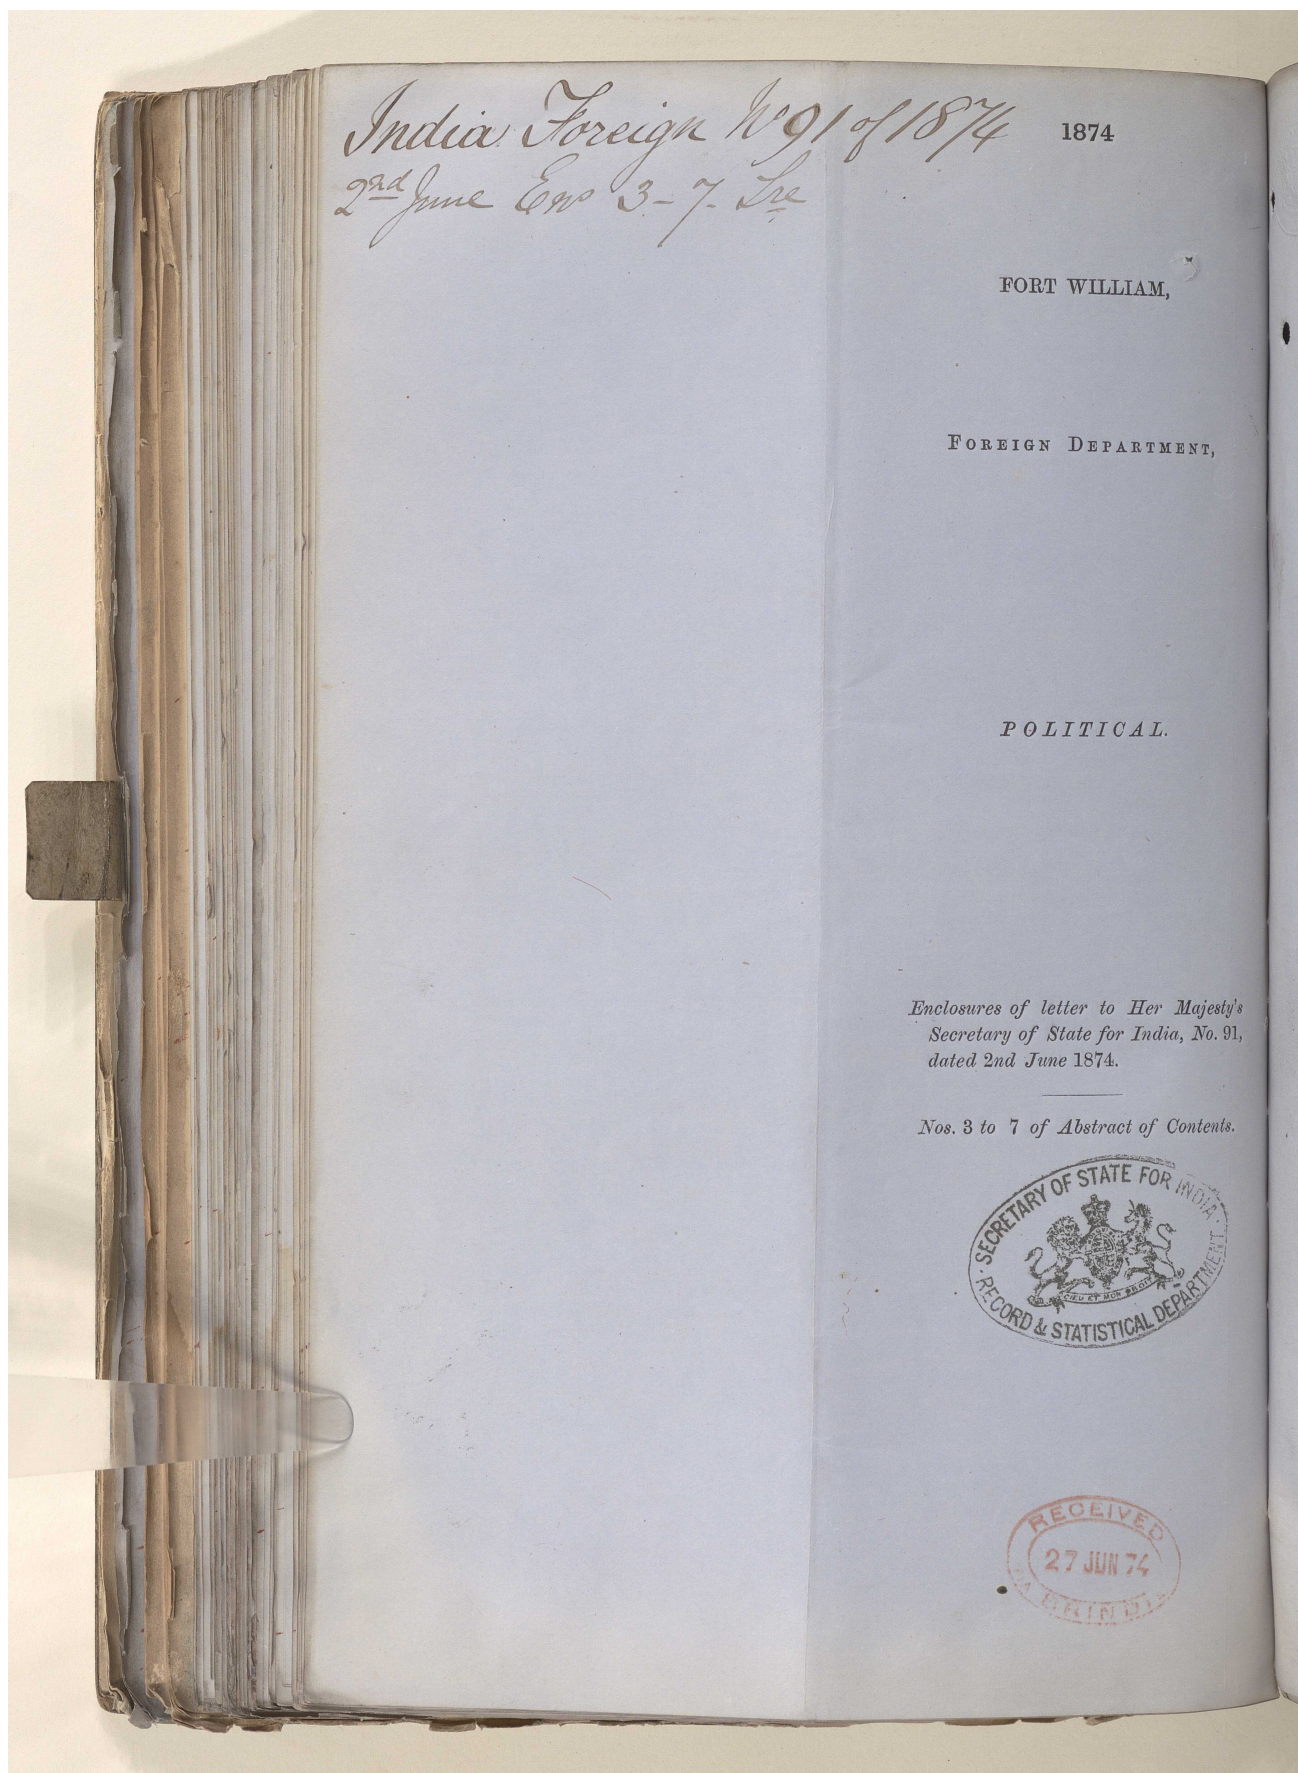 India Foreign No 91 of 1874
1874
2nd June Enc 3-7. Sre
FORT WILLIAM,
FOREIGN DEPARTMENT,
POLITICAL.
Enclosures of letter to Her Majesty's
Secretary of State for India, No. 91,
dated 2nd June 1874.
Nos. 3 to 7 of Abstract of Contents.
· SECRETARY OF STATE FOR INDIA ·
DIEU ET MON DROIT
RECORD & STATISTICAL DEPARTMENT
RECEIVED
27 JUN 74
BRINDI